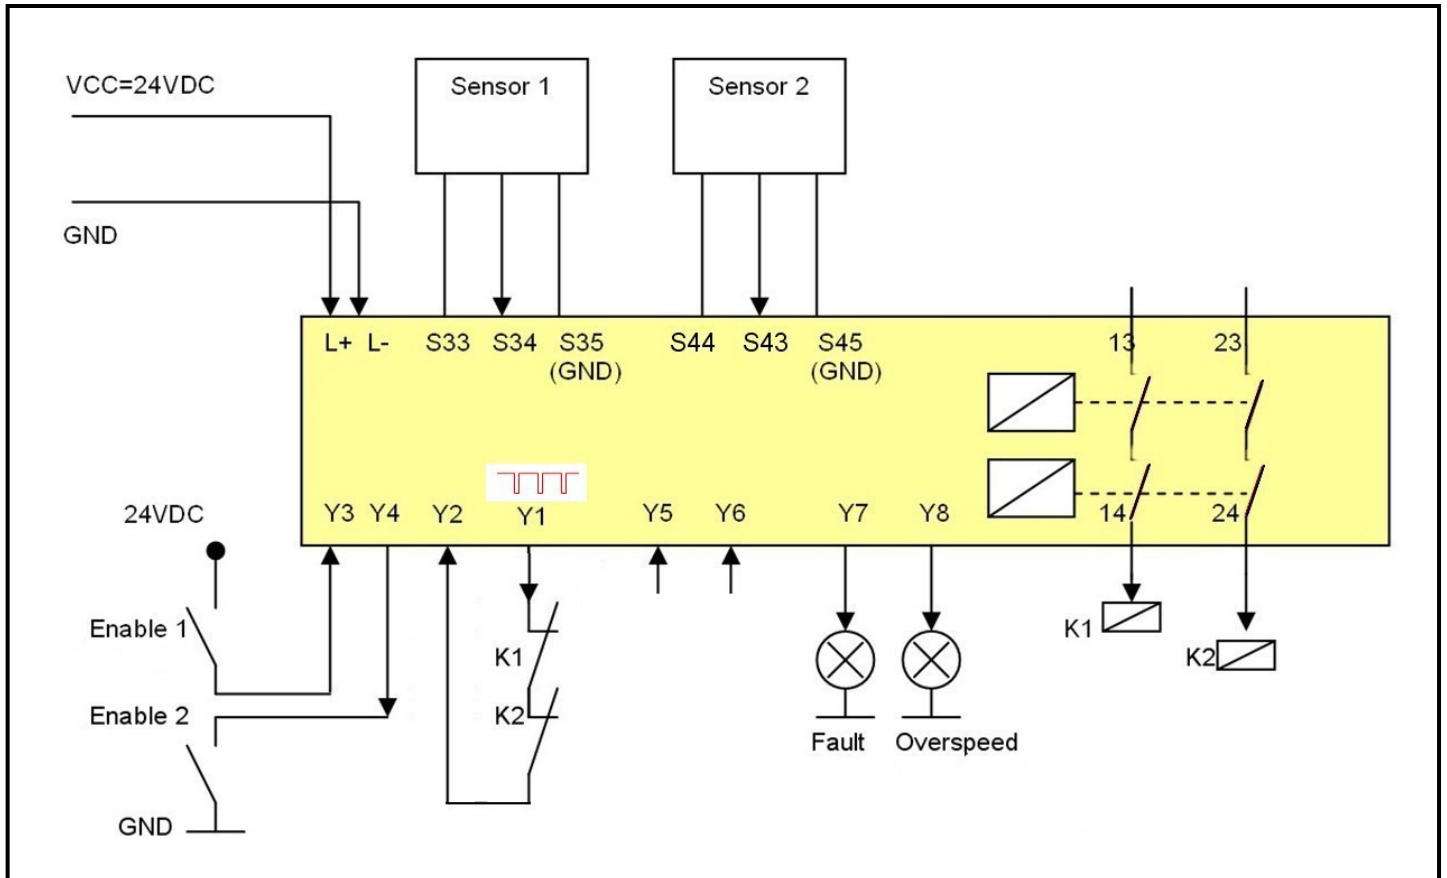 VCC=24VDC
GND
Sensor 1
Sensor 2
L+ L- S33 S34 S35 S44 S43 S45 13 23
(GND) (GND)
24VDC
Y3 Y4 Y2 Y1 Y5 Y6 Y7 Y8 14 24
Enable 1
K1
K1
K2
Enable 2
K2
Fault Overspeed
GND